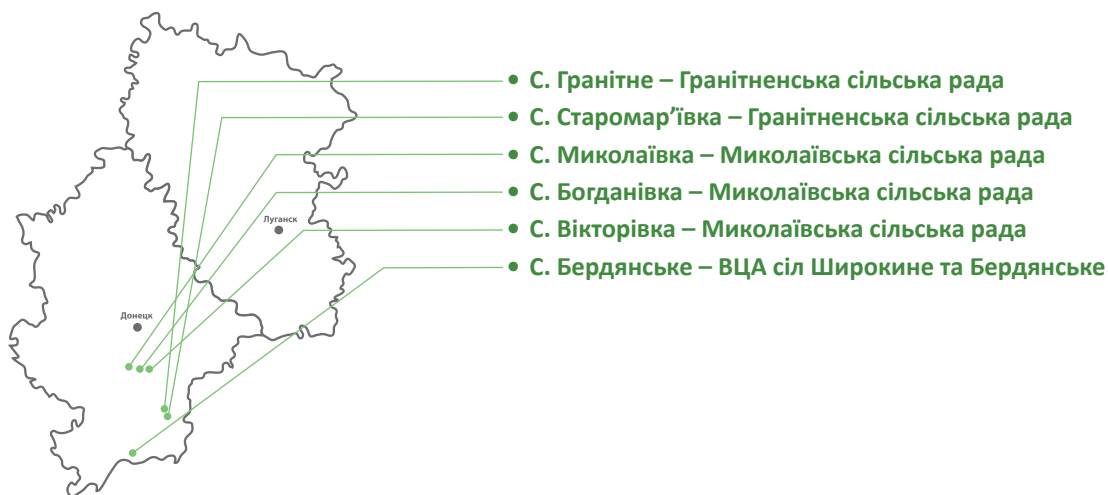 • С. Гранітне – Гранітненська сільська рада
• С. Старомар’ївка – Гранітненська сільська рада
• С. Миколаївка – Миколаївська сільська рада
• С. Богданівка – Миколаївська сільська рада
• С. Вікторівка – Миколаївська сільська рада
• С. Бердянське – ВЦА сіл Широкине та Бердянське
Луганск
Донецк